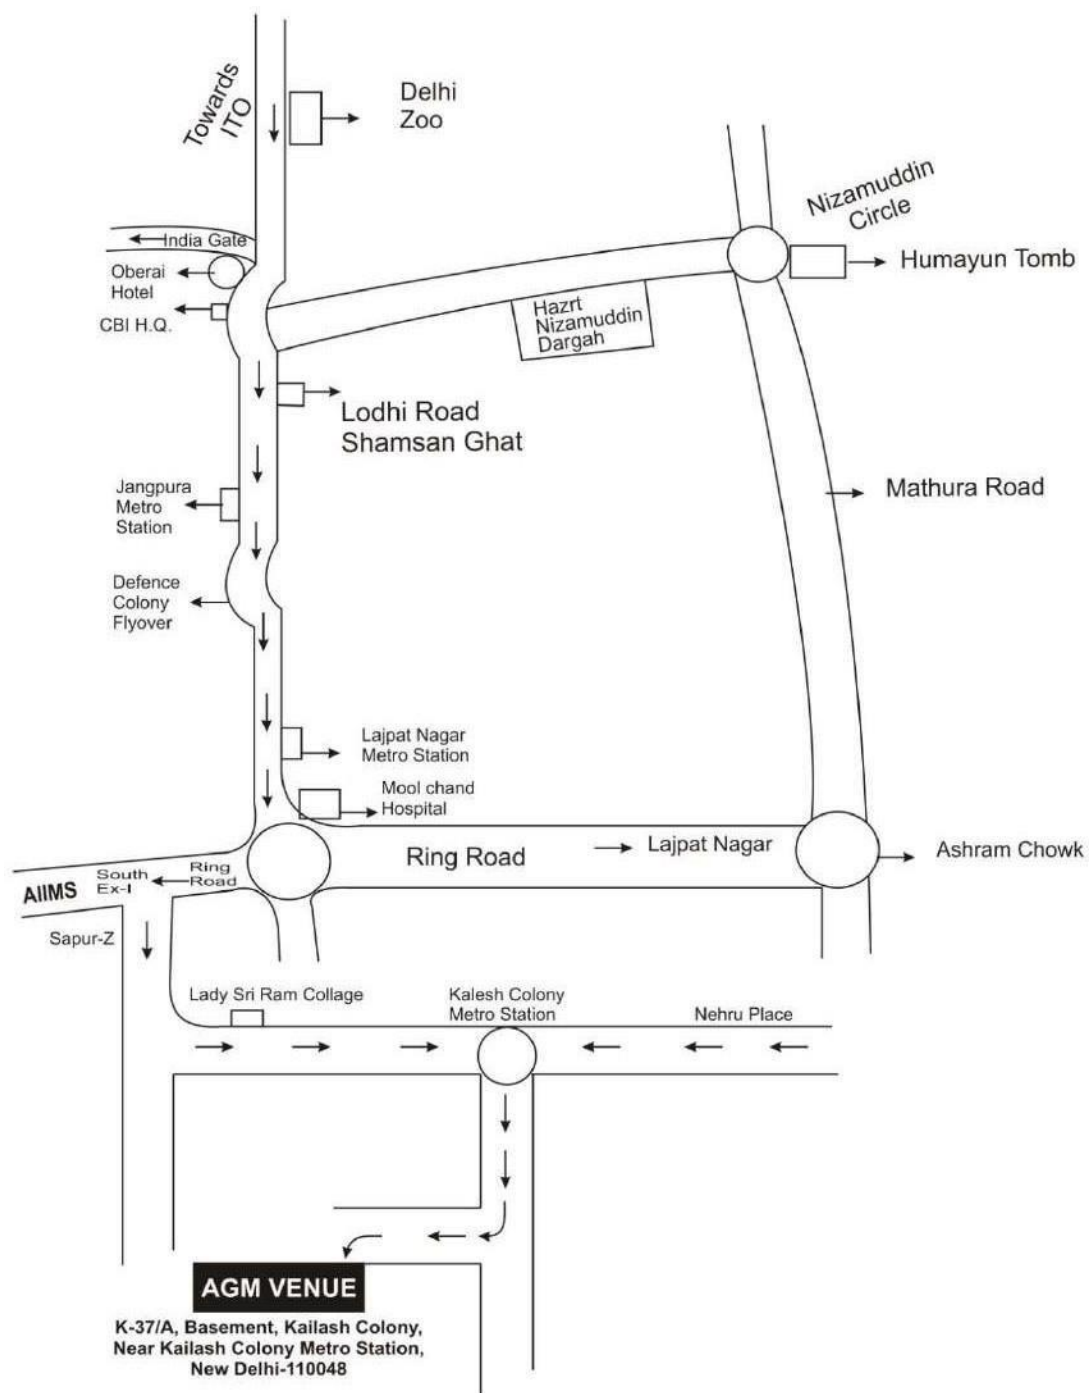 Towards
ITO
Delhi
Zoo
Nizamuddin
Circle
India Gate
Oberai
Hotel
Humayun Tomb
CBI H.Q.
Hazrt
Nizamuddin
Dargah
Lodhi Road
Shamsan Ghat
Jangpura
Metro
Station
Mathura Road
Defence
Colony
Flyover
Lajpat Nagar
Metro Station
Mool chand
Hospital
Ring Road
Lajpat Nagar
Ashram Chowk
AIIMS
South
Ex-I
Ring
Road
Sapur-Z
Lady Sri Ram Collage
Kalesh Colony
Metro Station
Nehru Place
AGM VENUE
K-37/A, Basement, Kailash Colony,
Near Kailash Colony Metro Station,
New Delhi-110048